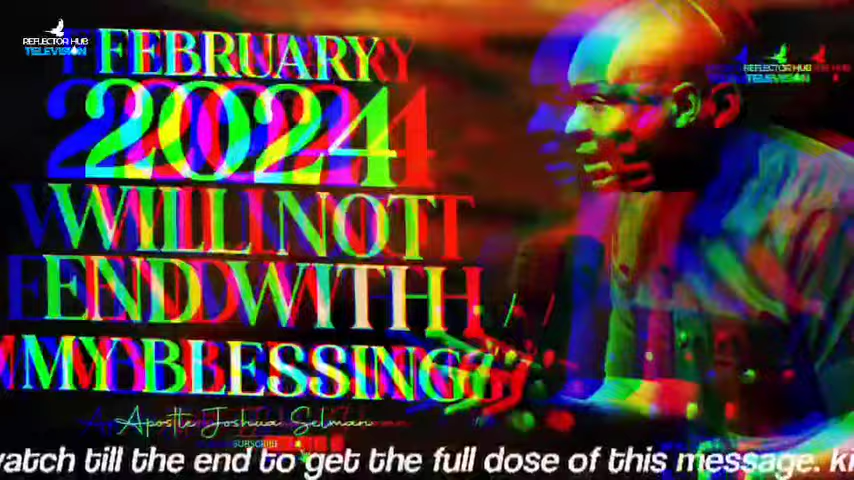 REFLECTOR HUB
TELEVISION
REFLECTOR HUB
TELEVISION
FEBRUARY
2024
WILL NOT
END WITH
MY BLESSING
Apostle Joshua Selman
SUBSCRIBE
watch till the end to get the full dose of this message.